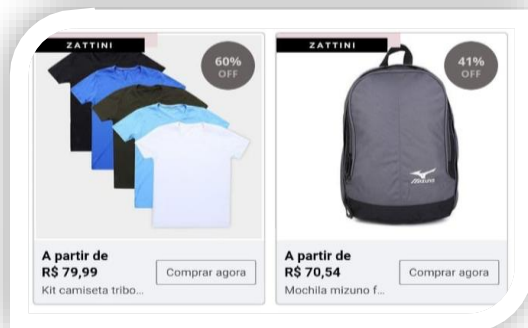 ZATTINI
60%
OFF
A partir de
R$ 79,99
Comprar agora
Kit camiseta tribo...
ZATTINI
41%
OFF
Mizuno
A partir de
R$ 70,54
Comprar agora
Mochila mizuno f...